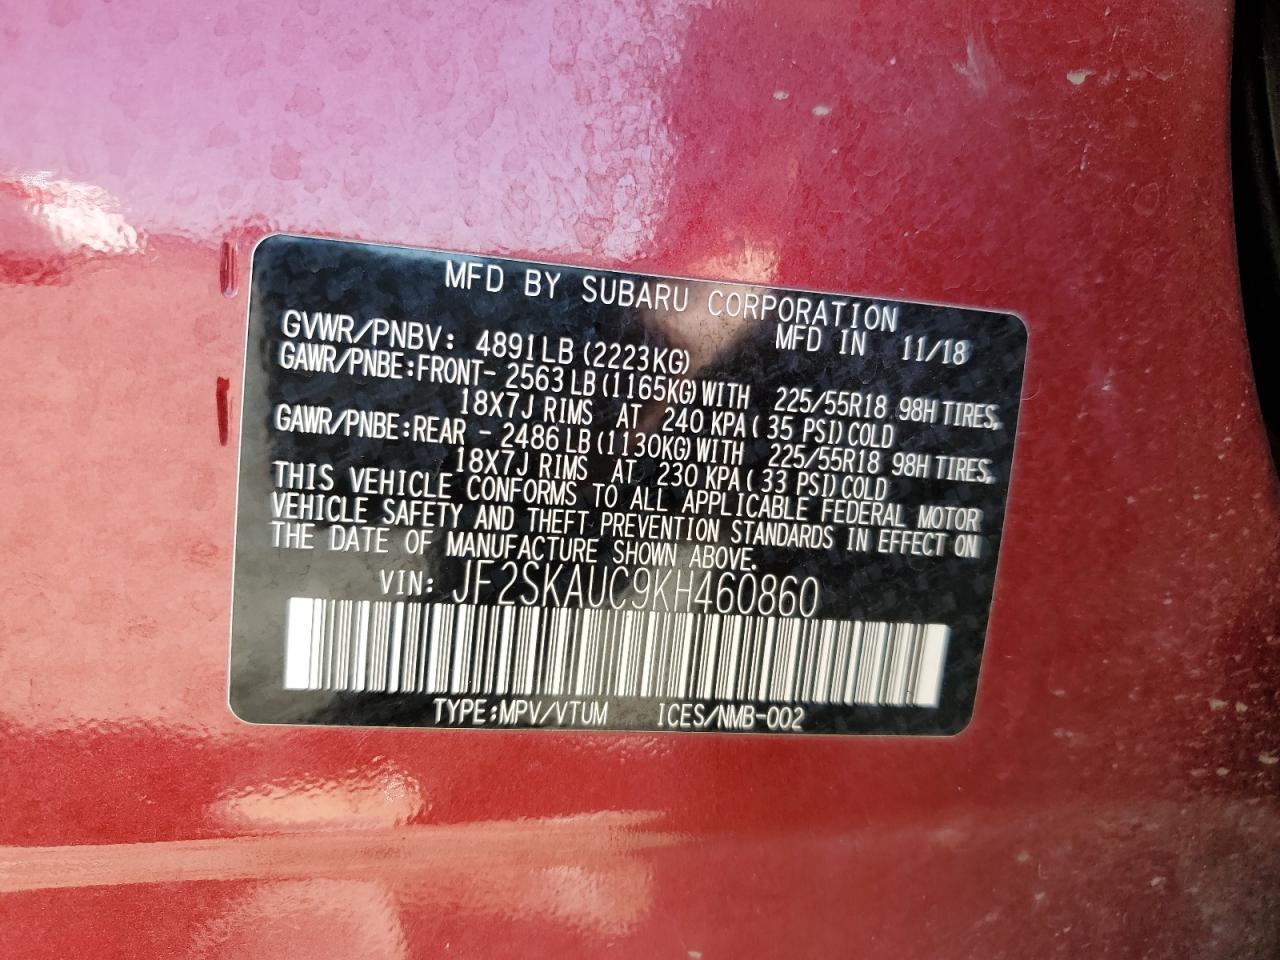 MFD BY SUBARU CORPORATION
GVWR/PNBV: 4891LB (2223KG) MFD IN 11/18
GAWR/PNBE:FRONT- 2563 LB (1165KG) WITH 225/55R18 98H TIRES,
18X7J RIMS AT 240 KPA ( 35 PSI) COLD
GAWR/PNBE:REAR - 2486 LB (1130KG) WITH 225/55R18 98H TIRES,
18X7J RIMS AT 230 KPA ( 33 PSI) COLD
THIS VEHICLE CONFORMS TO ALL APPLICABLE FEDERAL MOTOR
VEHICLE SAFETY AND THEFT PREVENTION STANDARDS IN EFFECT ON
THE DATE OF MANUFACTURE SHOWN ABOVE.
VIN: JF2SKAUC9KH460860
TYPE:MPV/VTUM ICES/NMB-002